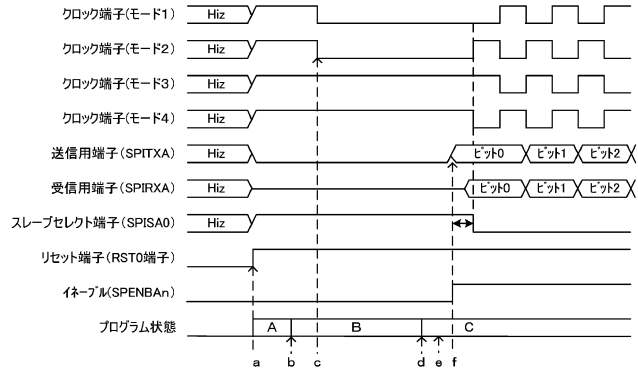 クロック端子(モード1) Hiz
クロック端子(モード2) Hiz
クロック端子(モード3) Hiz
クロック端子(モード4) Hiz
送信用端子(SPITXA) Hiz ビット0 ビット1 ビット2
受信用端子(SPIRXA) Hiz ビット0 ビット1 ビット2
スレーブセレクト端子(SPISA0) Hiz
リセット端子(RST0端子)
イネーブル(SPENBAn)
プログラム状態 A B C
a b c d e f